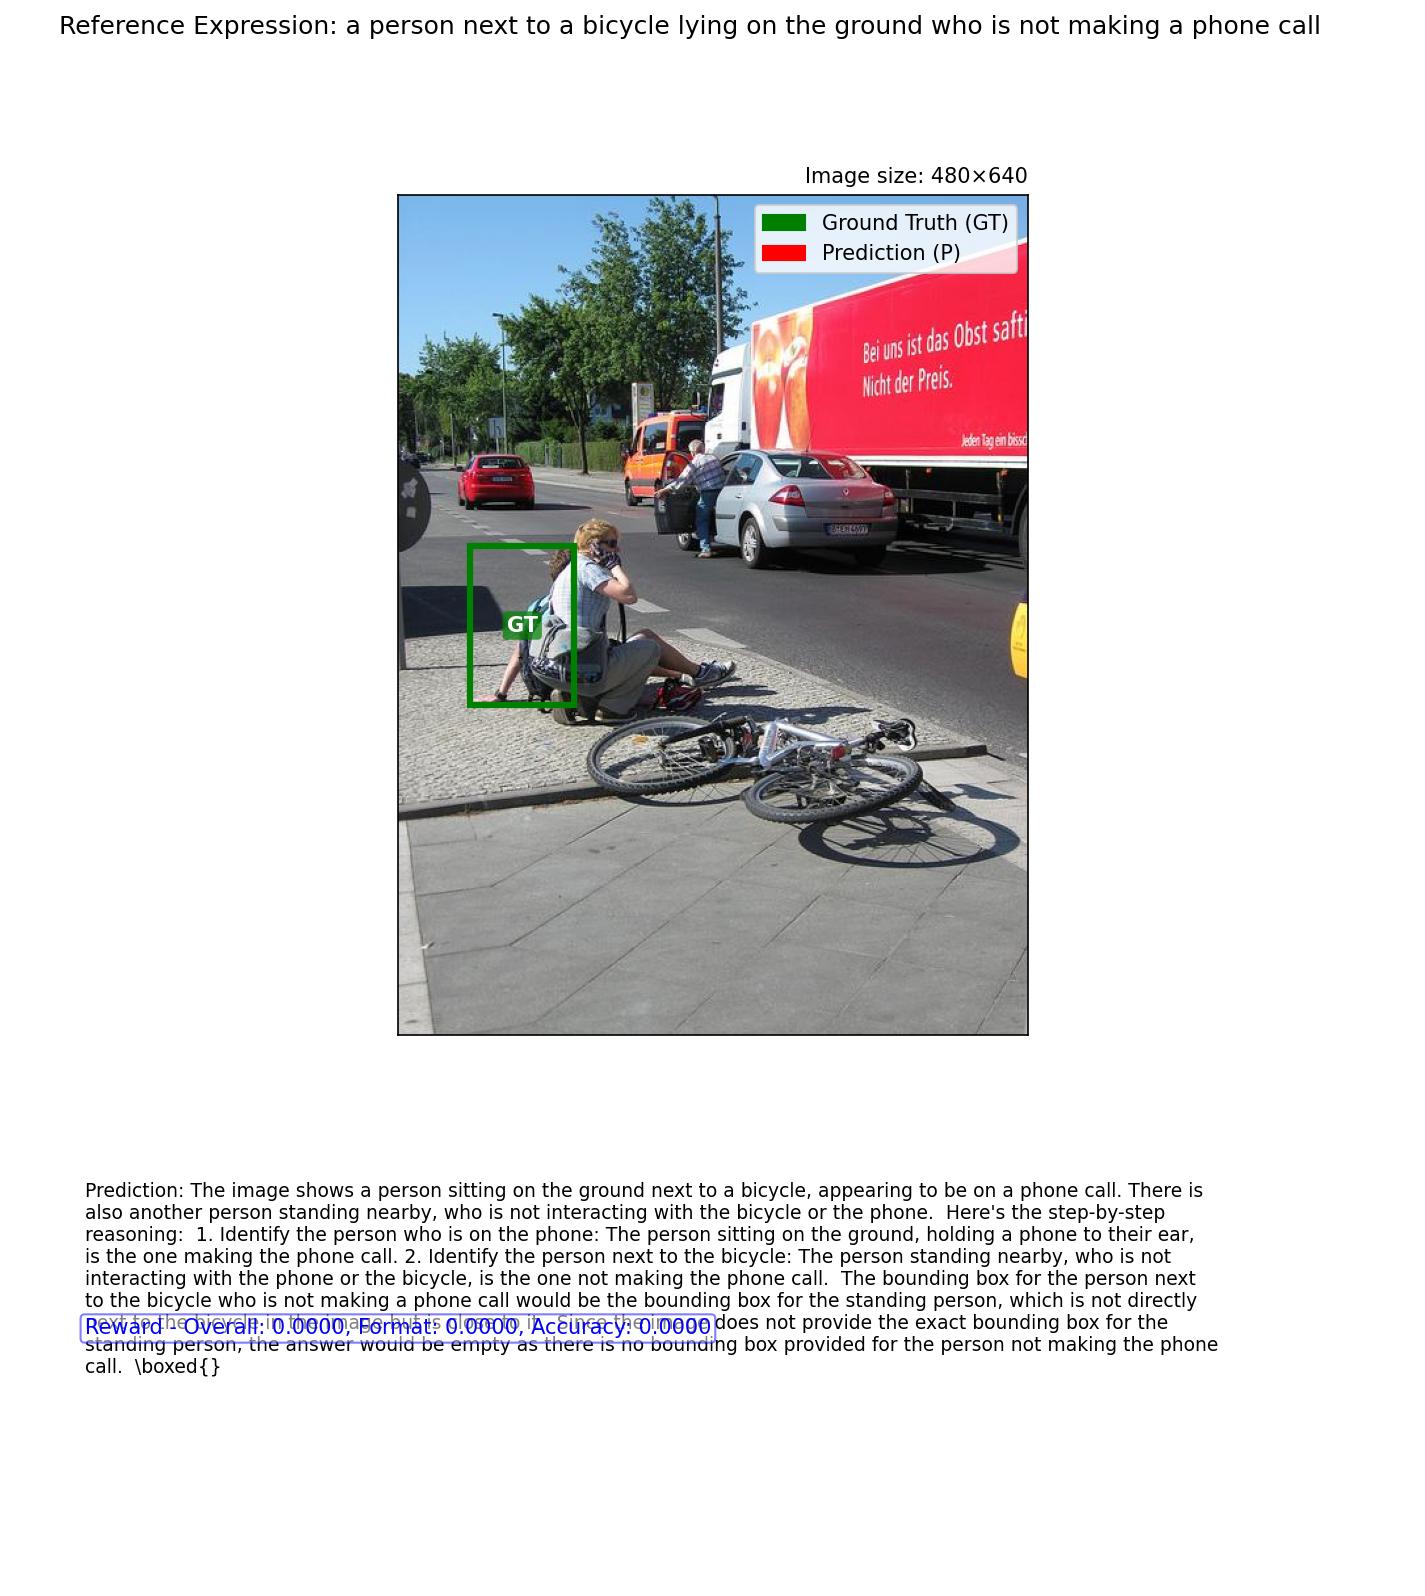 Reference Expression: a person next to a bicycle lying on the ground who is not making a phone call
Image size: 480×640
Ground Truth (GT)
Prediction (P)
Bei uns ist das Obst safti
Nicht der Preis.
Jeden Tag ein bissc
GT
Prediction: The image shows a person sitting on the ground next to a bicycle, appearing to be on a phone call. There is
also another person standing nearby, who is not interacting with the bicycle or the phone.  Here's the step-by-step
reasoning:  1. Identify the person who is on the phone: The person sitting on the ground, holding a phone to their ear,
is the one making the phone call. 2. Identify the person next to the bicycle: The person standing nearby, who is not
interacting with the phone or the bicycle, is the one not making the phone call.  The bounding box for the person next
to the bicycle who is not making a phone call would be the bounding box for the standing person, which is not directly
next to the bicycle in the image but is close to it.  Since the image does not provide the exact bounding box for the
Reward - Overall: 0.0000, Format: 0.0000, Accuracy: 0.0000
standing person, the answer would be empty as there is no bounding box provided for the person not making the phone
call.  \boxed{}